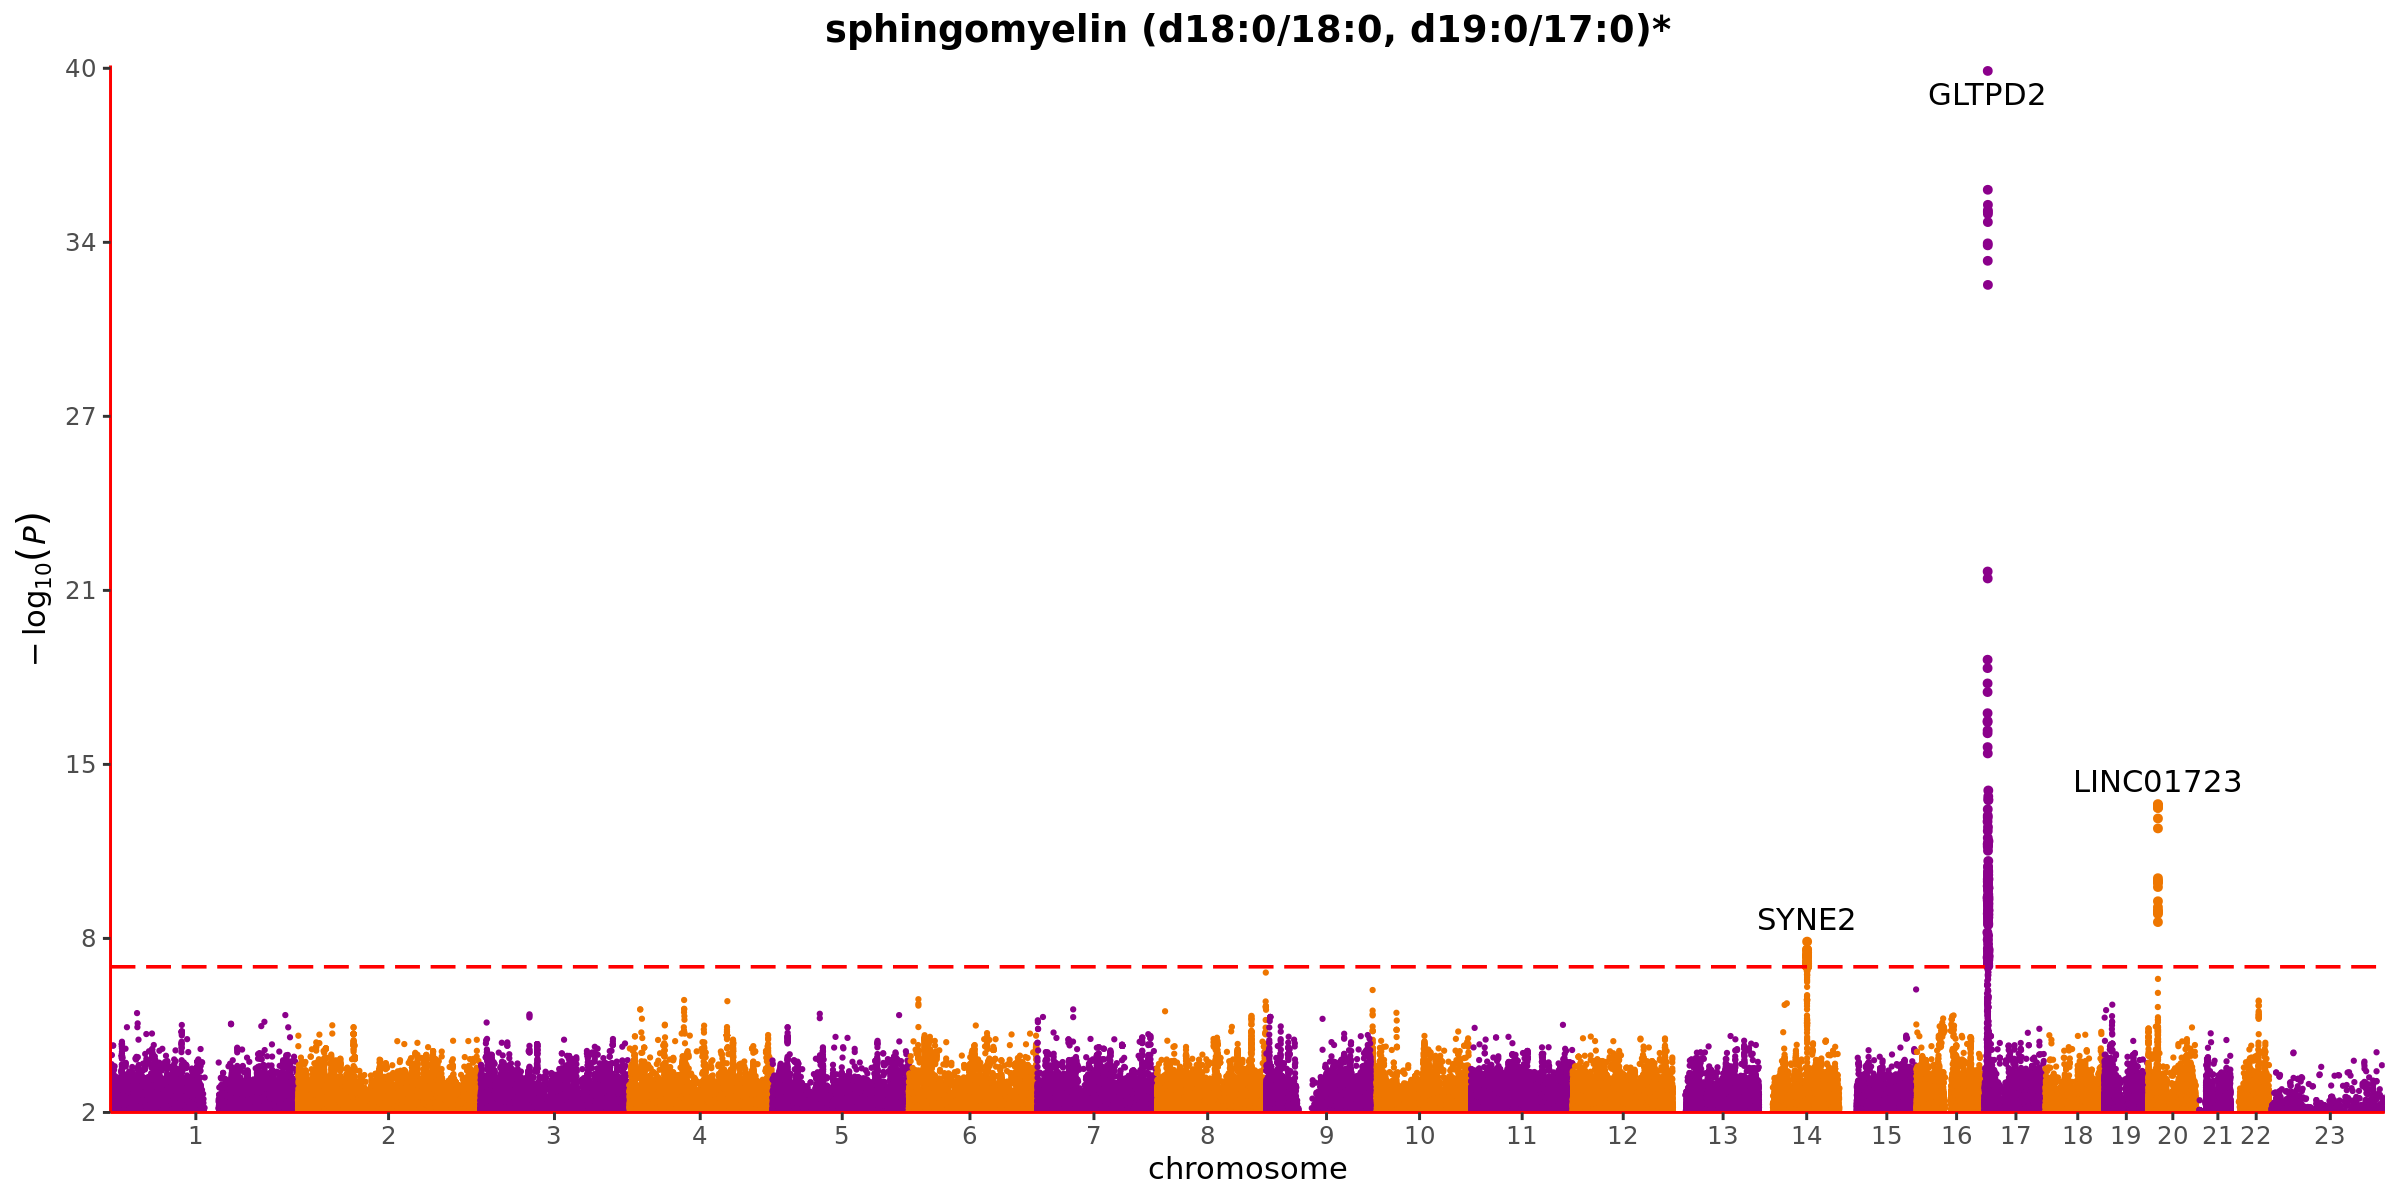 sphingomyelin (d18:0/18:0, d19:0/17:0)*
40
GLTPD2
34
27
21
− log10(P)
15
LINC01723
SYNE2
8
2
1 2 3 4 5 6 7 8 9 10 11 12 13 14 15 16 17 18 19 20 21 22 23
chromosome